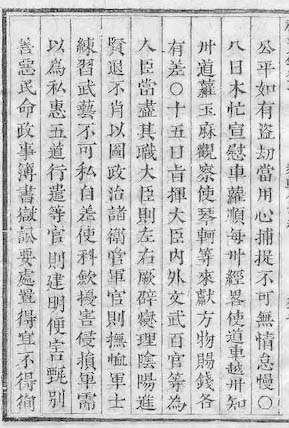 公平如有盜劫當用心捕捉不可無情怠慢○
八日木忙宣慰車蘿順每卅經畧使道車越卅知
卅道蘿玉麻觀察使琴軻等來獻方物賜錢各
有差○十五日旨揮大臣內外文武百官等為
人臣當盡其職大臣則左右厥辟燮理陰陽進
賢退不肖以圖政治諸衛管軍官則撫恤軍士
練習武藝不可私自差使科歛擾害侵損軍需
以為私惠五道行遣等官則建明便宜甄別
善惡民命政事簿書獄訟要處置得宜不得徇